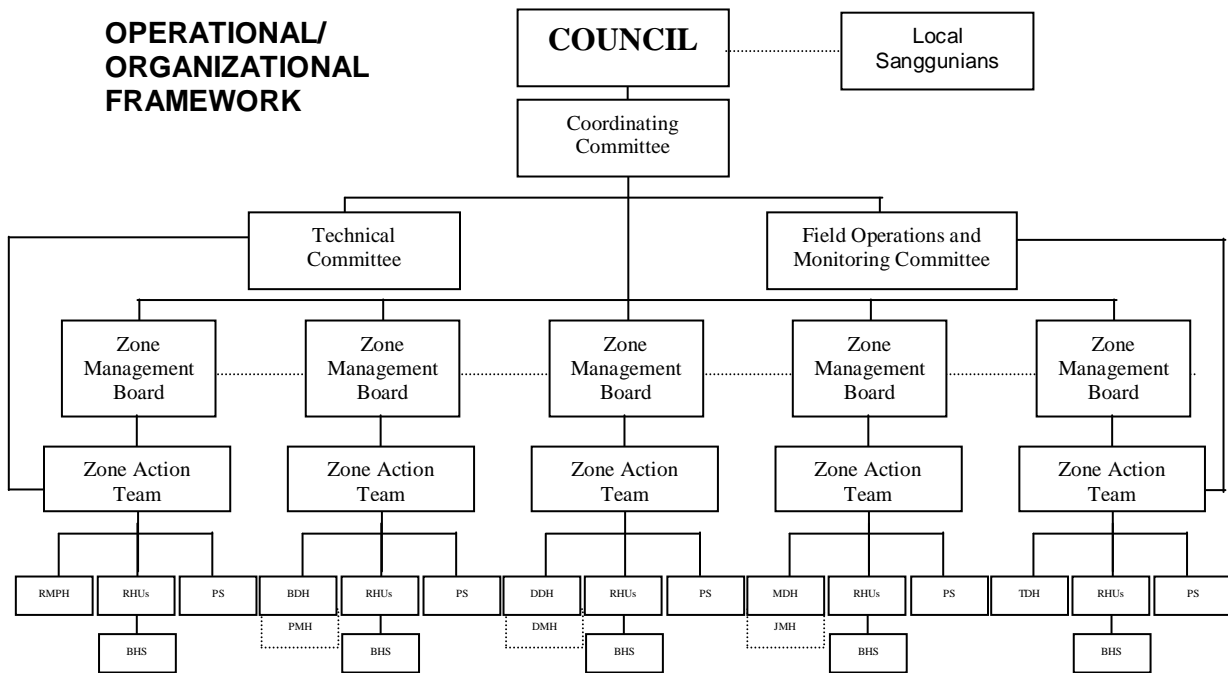 OPERATIONAL/
ORGANIZATIONAL
FRAMEWORK
COUNCIL
Local
Sanggunians
Coordinating
Committee
Technical
Committee
Field Operations and
Monitoring Committee
Zone
Management
Board
Zone
Management
Board
Zone
Management
Board
Zone
Management
Board
Zone
Management
Board
Zone Action
Team
Zone Action
Team
Zone Action
Team
Zone Action
Team
Zone Action
Team
RMPH
RHUs
PS
BDH
RHUs
PS
DDH
RHUs
PS
MDH
RHUs
PS
TDH
RHUs
PS
PMH
DMH
JMH
BHS
BHS
BHS
BHS
BHS